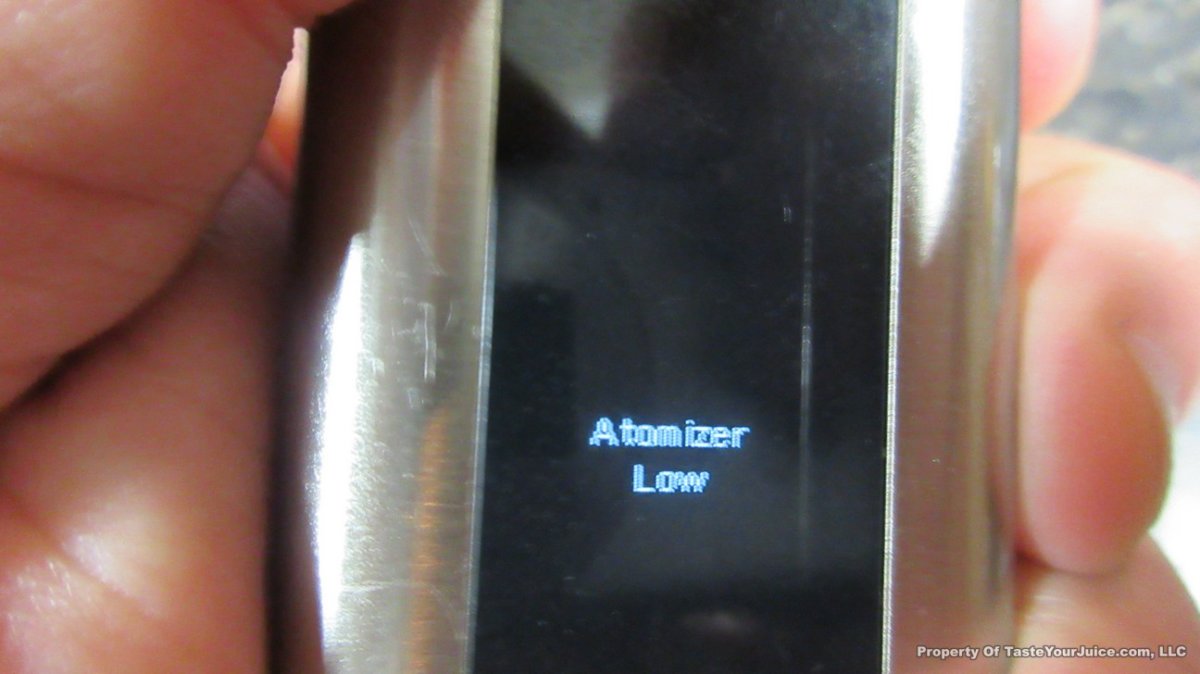 Atomizer
Low
Property Of TasteYourJuice.com, LLC